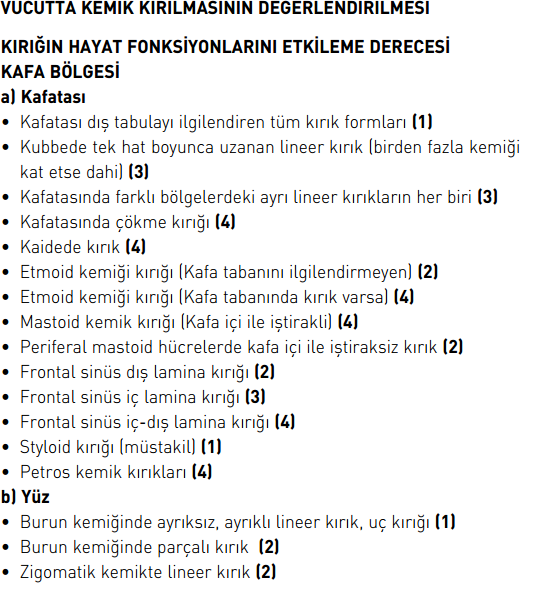 VÜCUTTA KEMİK KIRILMASININ DEĞERLENDİRİLMESİ
KIRIĞIN HAYAT FONKSİYONLARINI ETKİLEME DERECESİ
KAFA BÖLGESİ
a) Kafatası
• Kafatası dış tabulayı ilgilendiren tüm kırık formları (1)
• Kubbede tek hat boyunca uzanan lineer kırık (birden fazla kemiği
kat etse dahi) (3)
• Kafatasında farklı bölgelerdeki ayrı lineer kırıkların her biri (3)
• Kafatasında çökme kırığı (4)
• Kaidede kırık (4)
• Etmoid kemiği kırığı (Kafa tabanını ilgilendirmeyen) (2)
• Etmoid kemiği kırığı (Kafa tabanında kırık varsa) (4)
• Mastoid kemik kırığı (Kafa içi ile iştirakli) (4)
• Periferal mastoid hücrelerde kafa içi ile iştiraksiz kırık (2)
• Frontal sinüs dış lamina kırığı (2)
• Frontal sinüs iç lamina kırığı (3)
• Frontal sinüs iç-dış lamina kırığı (4)
• Styloid kırığı (müstakil) (1)
• Petros kemik kırıkları (4)
b) Yüz
• Burun kemiğinde ayrıksız, ayrıklı lineer kırık, uç kırığı (1)
• Burun kemiğinde parçalı kırık (2)
• Zigomatik kemikte lineer kırık (2)